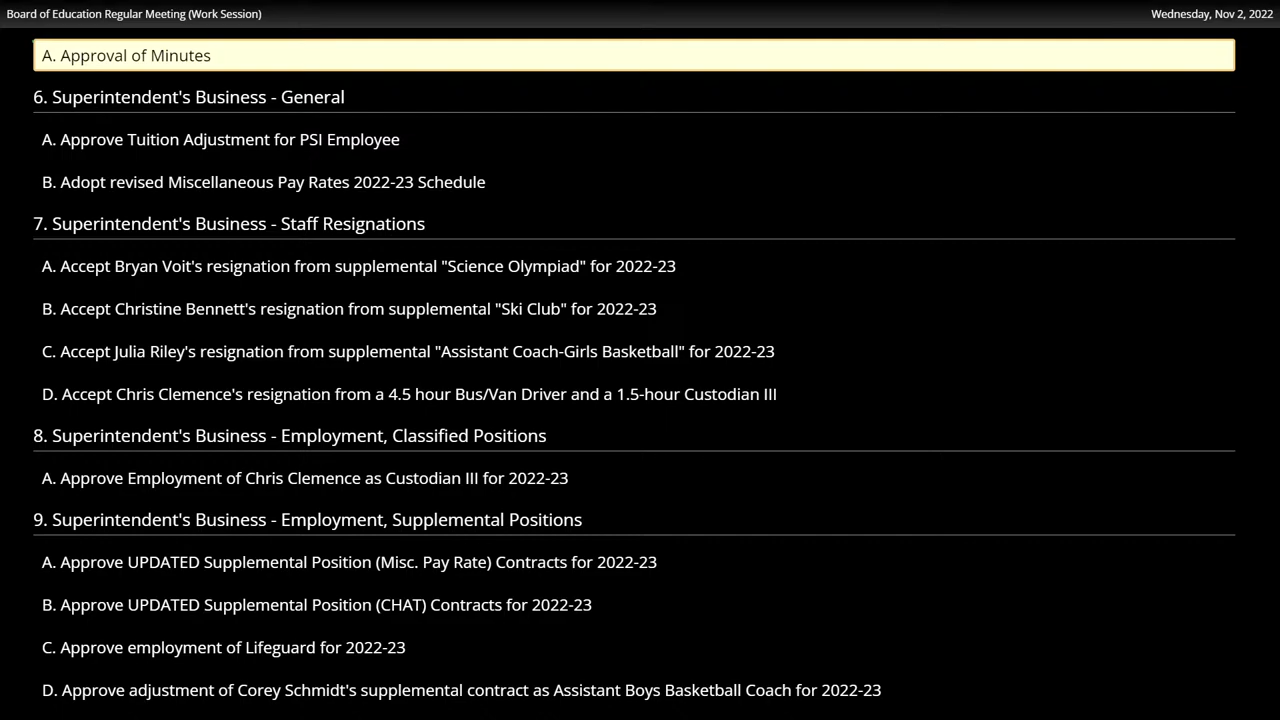 Board of Education Regular Meeting (Work Session)
Wednesday, Nov 2, 2022
A. Approval of Minutes
6. Superintendent's Business - General
A. Approve Tuition Adjustment for PSI Employee
B. Adopt revised Miscellaneous Pay Rates 2022-23 Schedule
7. Superintendent's Business - Staff Resignations
A. Accept Bryan Voit's resignation from supplemental "Science Olympiad" for 2022-23
B. Accept Christine Bennett's resignation from supplemental "Ski Club" for 2022-23
C. Accept Julia Riley's resignation from supplemental "Assistant Coach-Girls Basketball" for 2022-23
D. Accept Chris Clemence's resignation from a 4.5 hour Bus/Van Driver and a 1.5-hour Custodian III
8. Superintendent's Business - Employment, Classified Positions
A. Approve Employment of Chris Clemence as Custodian III for 2022-23
9. Superintendent's Business - Employment, Supplemental Positions
A. Approve UPDATED Supplemental Position (Misc. Pay Rate) Contracts for 2022-23
B. Approve UPDATED Supplemental Position (CHAT) Contracts for 2022-23
C. Approve employment of Lifeguard for 2022-23
D. Approve adjustment of Corey Schmidt's supplemental contract as Assistant Boys Basketball Coach for 2022-23